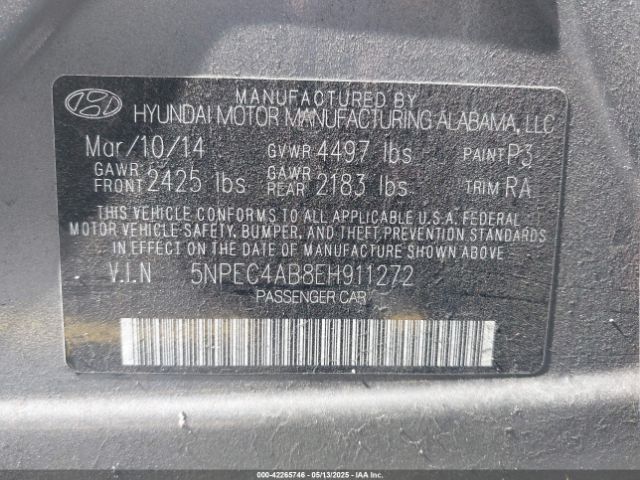 MANUFACTURED BY
HYUNDAI MOTOR MANUFACTURING ALABAMA, LLC
Mar/10/14 GVWR 4497 lbs PAINT P3
GAWR FRONT 2425 lbs GAWR REAR 2183 lbs TRIM RA
THIS VEHICLE CONFORMS TO ALL APPLICABLE U.S.A. FEDERAL
MOTOR VEHICLE SAFETY, BUMPER, AND THEFT PREVENTION STANDARDS
IN EFFECT ON THE DATE OF MANUFACTURE SHOWN ABOVE
V.I.N 5NPEC4AB8EH911272
PASSENGER CAR
000-42265746 - 05/13/2025 - IAAI.COM